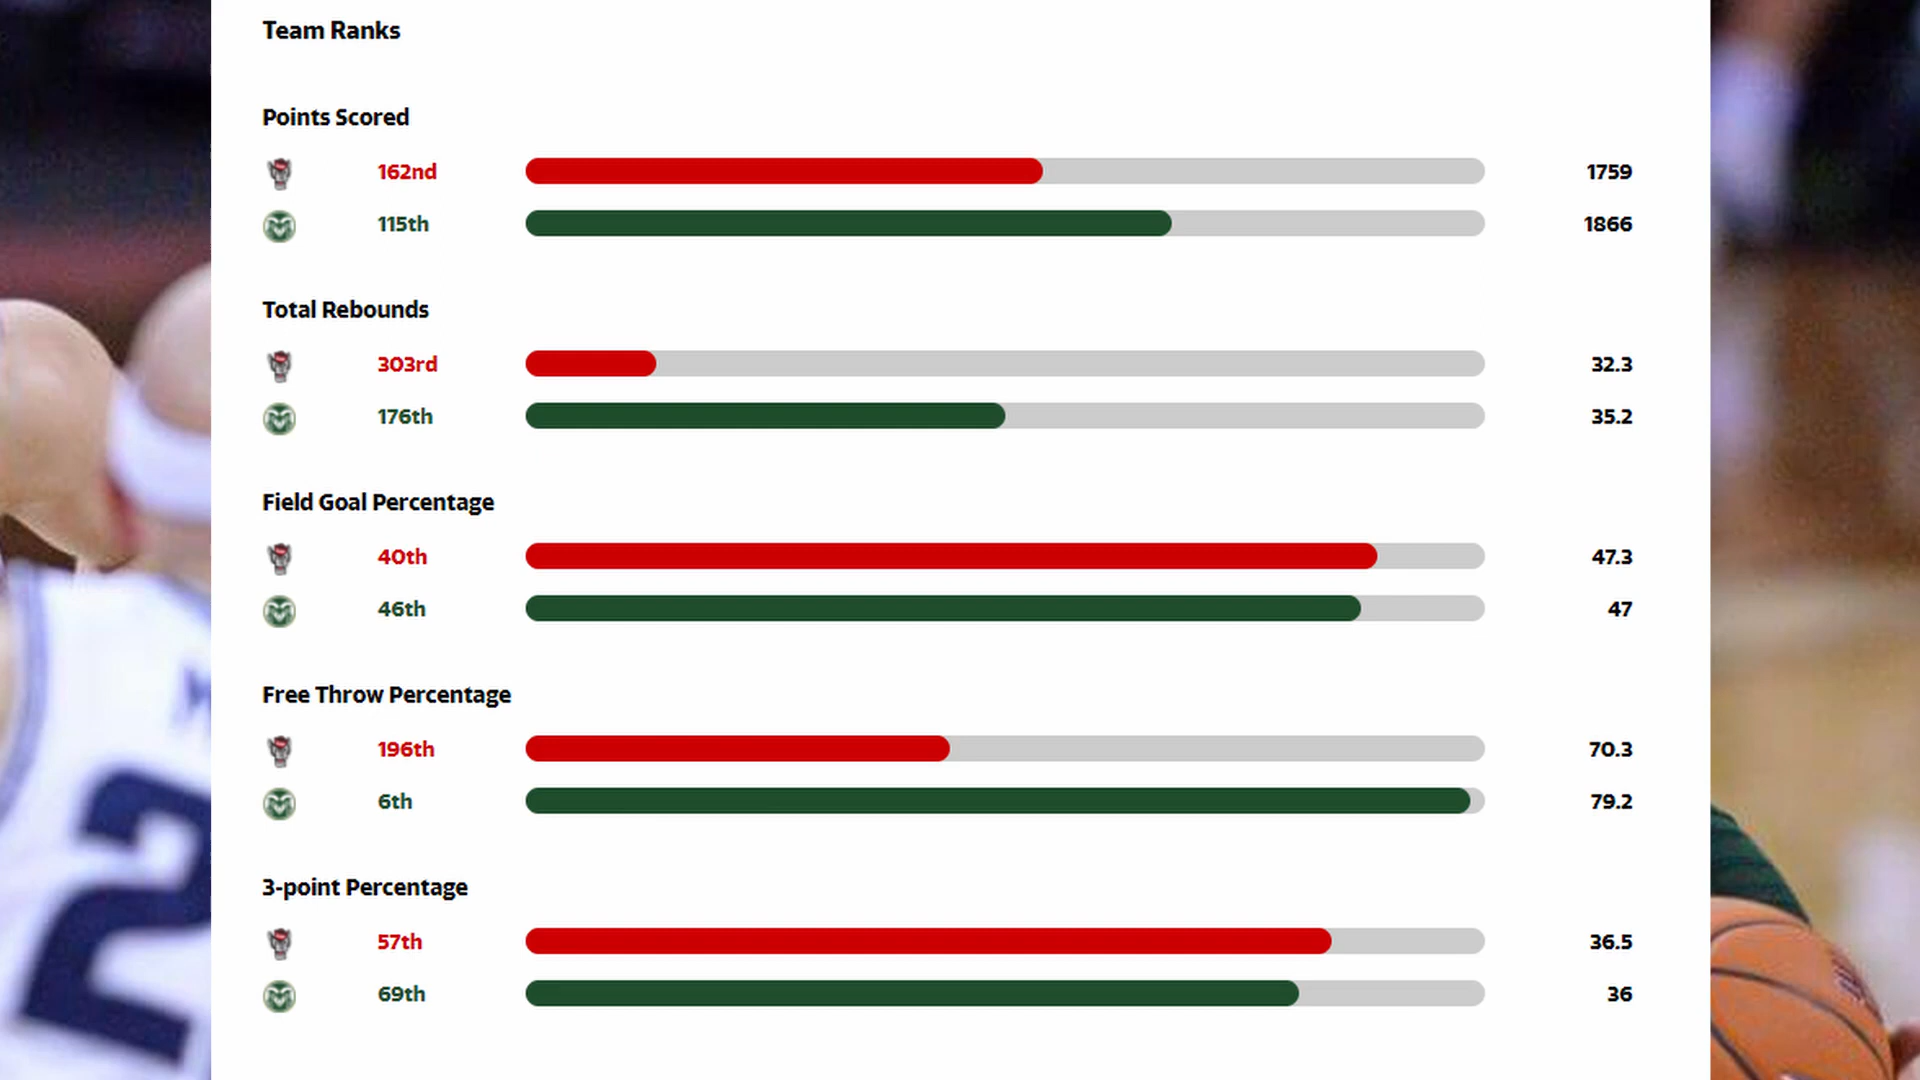 Team Ranks
Points Scored
162nd 1759
115th 1866
Total Rebounds
303rd 32.3
176th 35.2
Field Goal Percentage
40th 47.3
46th 47
Free Throw Percentage
196th 70.3
6th 79.2
3-point Percentage
57th 36.5
69th 36
2